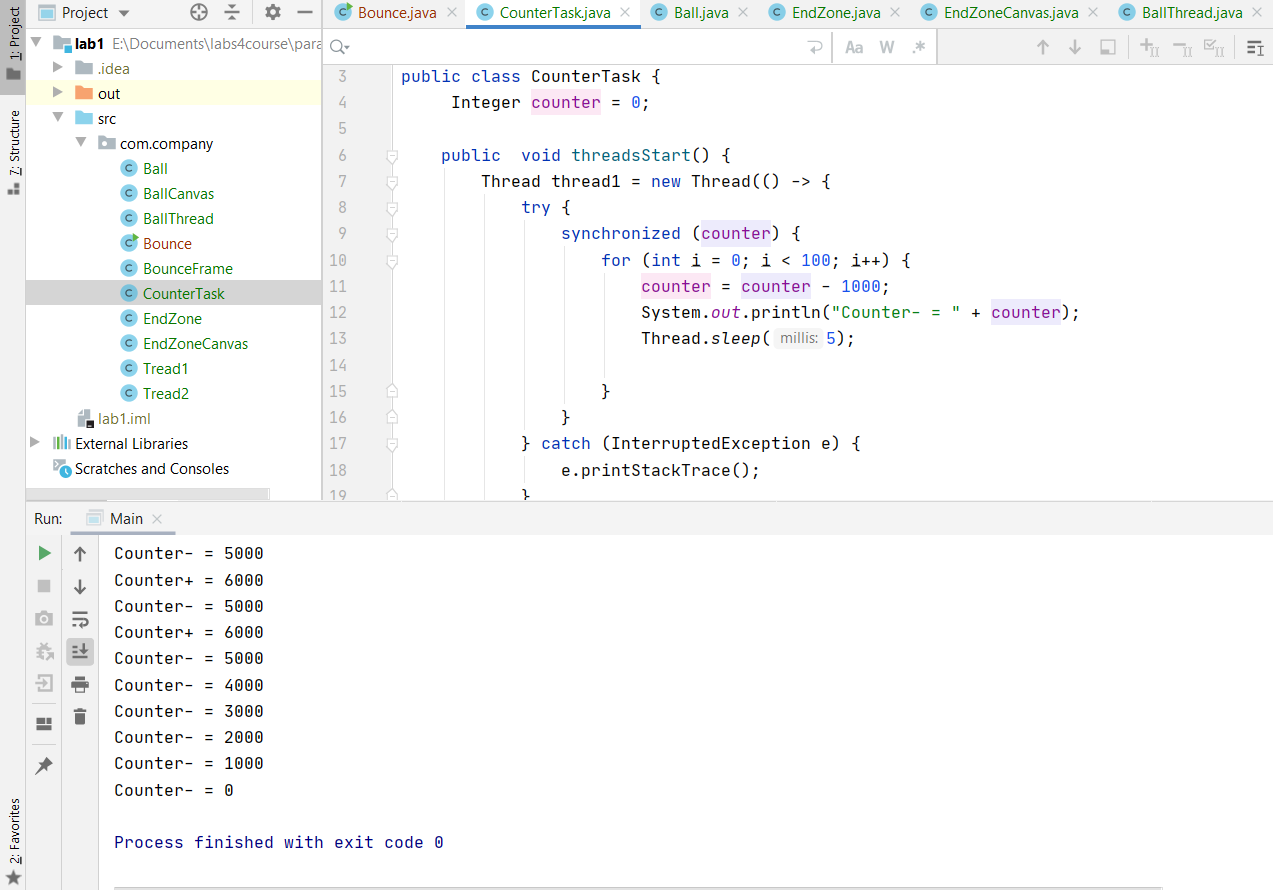 1: Project
7: Structure
2: Favorites
Project
Bounce.java
CounterTask.java
Ball.java
EndZone.java
EndZoneCanvas.java
BallThread.java
lab1 E:\Documents\labs4course\para
.idea
out
src
com.company
Ball
BallCanvas
BallThread
Bounce
BounceFrame
CounterTask
EndZone
EndZoneCanvas
Tread1
Tread2
lab1.iml
External Libraries
Scratches and Consoles
Aa W .*
3 public class CounterTask {
4 Integer counter = 0;
5
6 public void threadsStart() {
7 Thread thread1 = new Thread(() -> {
8 try {
9 synchronized (counter) {
10 for (int i = 0; i < 100; i++) {
11 counter = counter - 1000;
12 System.out.println("Counter- = " + counter);
13 Thread.sleep( millis: 5);
14
15 }
16 }
17 } catch (InterruptedException e) {
18 e.printStackTrace();
19 }
Run: Main
Counter- = 5000
Counter+ = 6000
Counter- = 5000
Counter+ = 6000
Counter- = 5000
Counter- = 4000
Counter- = 3000
Counter- = 2000
Counter- = 1000
Counter- = 0
Process finished with exit code 0